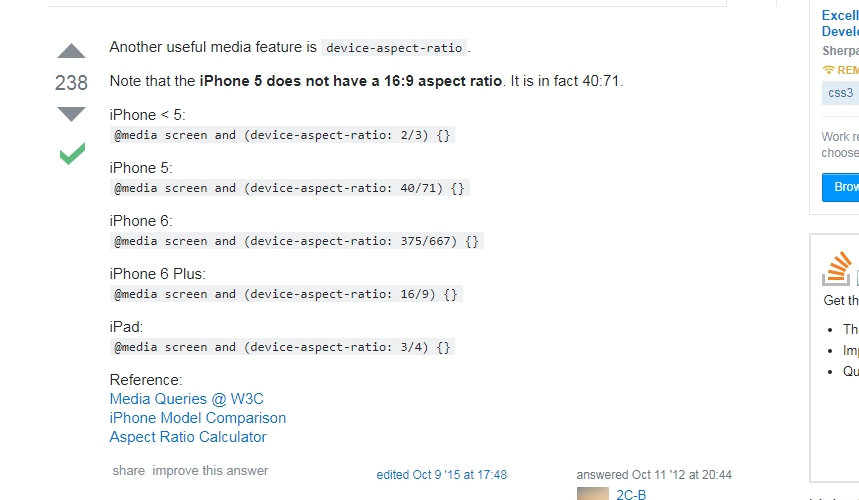 Another useful media feature is device-aspect-ratio.
238
Note that the iPhone 5 does not have a 16:9 aspect ratio. It is in fact 40:71.
iPhone < 5:
@media screen and (device-aspect-ratio: 2/3) {}
iPhone 5:
@media screen and (device-aspect-ratio: 40/71) {}
iPhone 6:
@media screen and (device-aspect-ratio: 375/667) {}
iPhone 6 Plus:
@media screen and (device-aspect-ratio: 16/9) {}
iPad:
@media screen and (device-aspect-ratio: 3/4) {}
Reference:
Media Queries @ W3C
iPhone Model Comparison
Aspect Ratio Calculator
share improve this answer
edited Oct 9 '15 at 17:48
answered Oct 11 '12 at 20:44
2C-B
Excell
Develo
Sherpa
REM
css3
Work re
choose
Brow
Get th
• Th
• Imp
• Qu